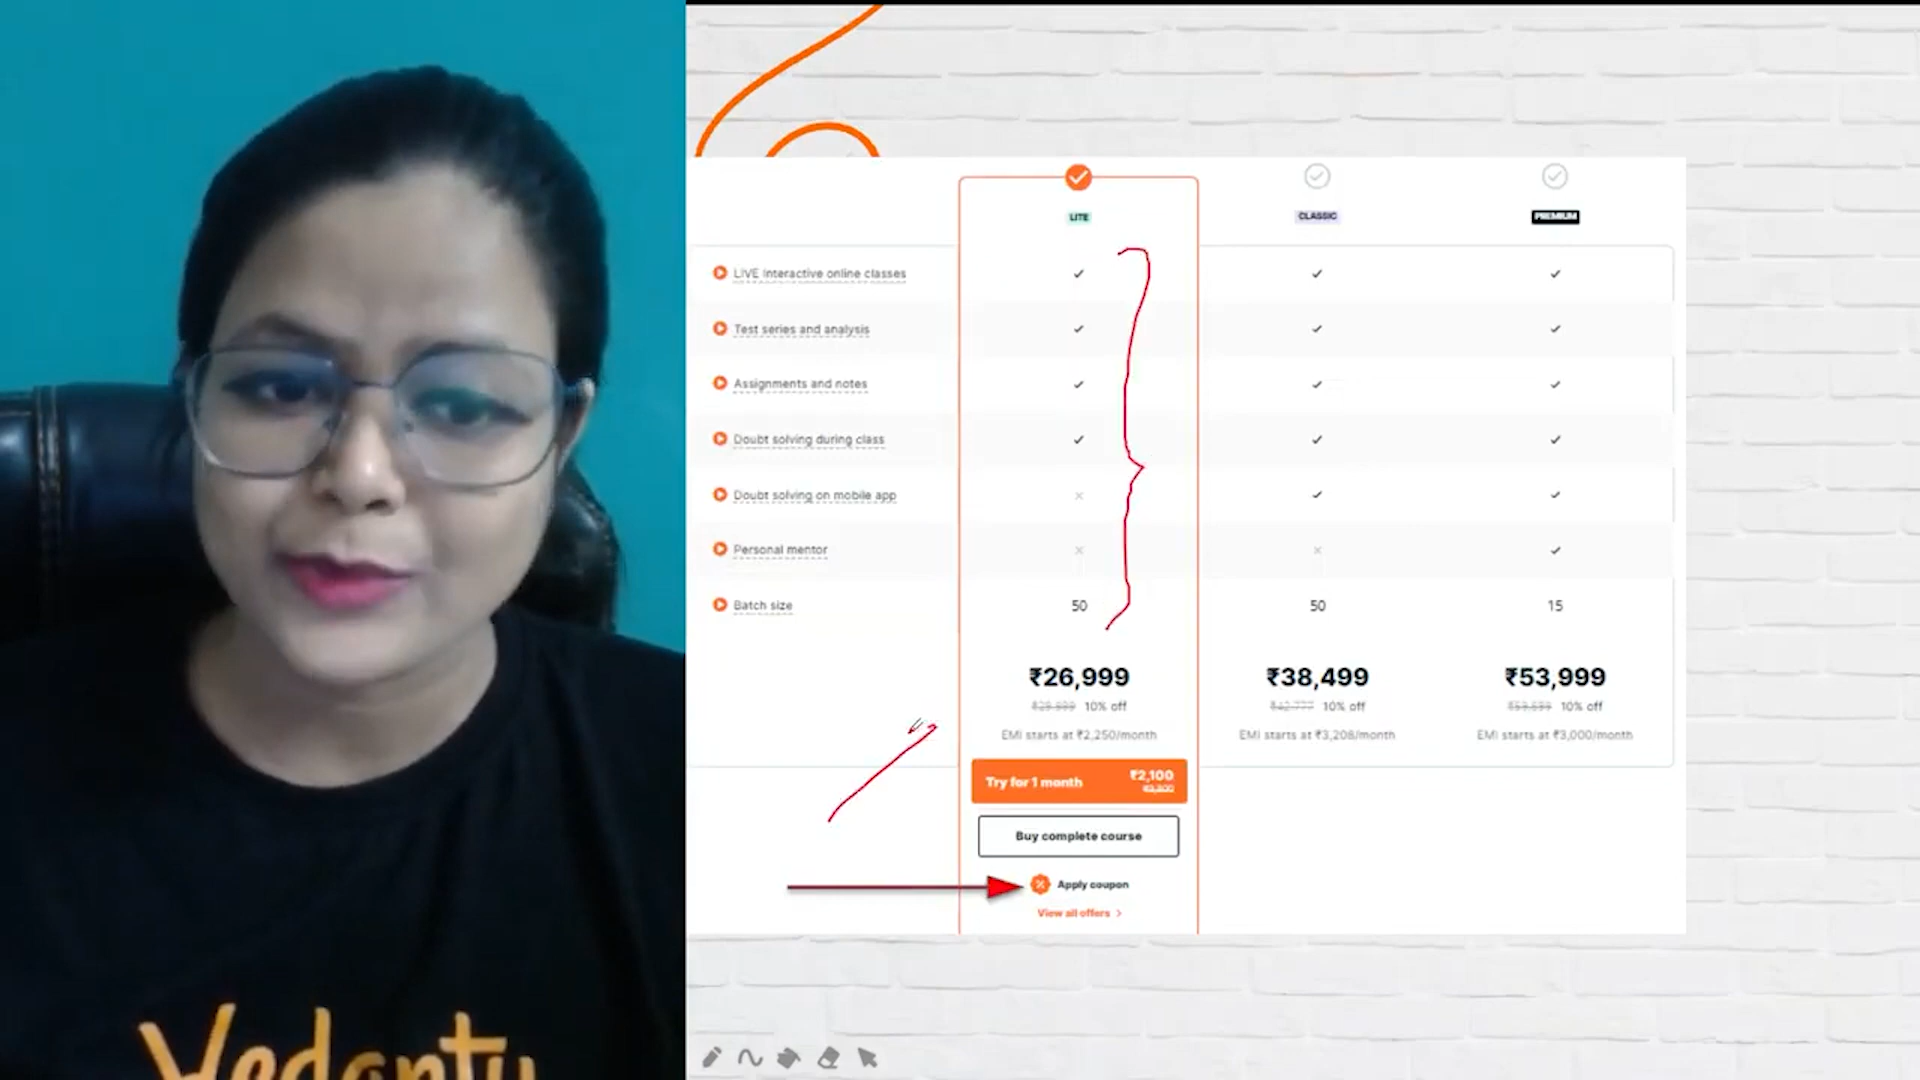 LITE CLASSIC PREMIUM
LIVE Interactive online classes
Test series and analysis
Assignments and notes
Doubt solving during class
Doubt solving on mobile app
Personal mentor
Batch size 50 50 15
₹26,999 ₹38,499 ₹53,999
10% off ₹42,777 10% off 10% off
EMI starts at ₹2,250/month EMI starts at ₹3,208/month EMI starts at ₹3,000/month
Try for 1 month ₹2,100
Buy complete course
Apply coupon
View all offers >
Vedantu